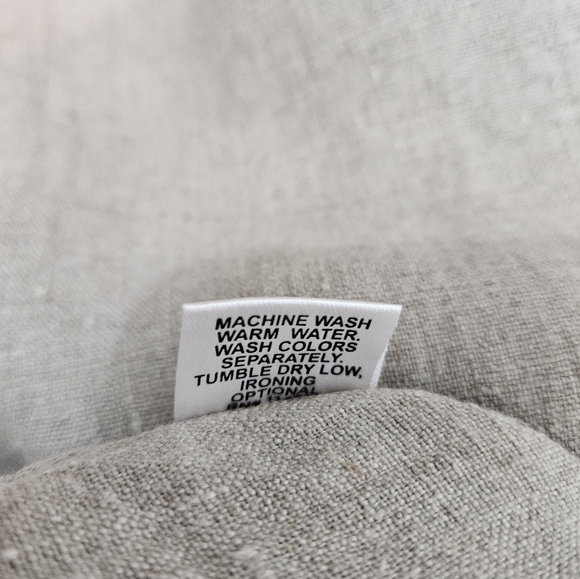 MACHINE WASH
WARM WATER.
WASH COLORS
SEPARATELY.
TUMBLE DRY LOW,
IRONING
OPTIONAL